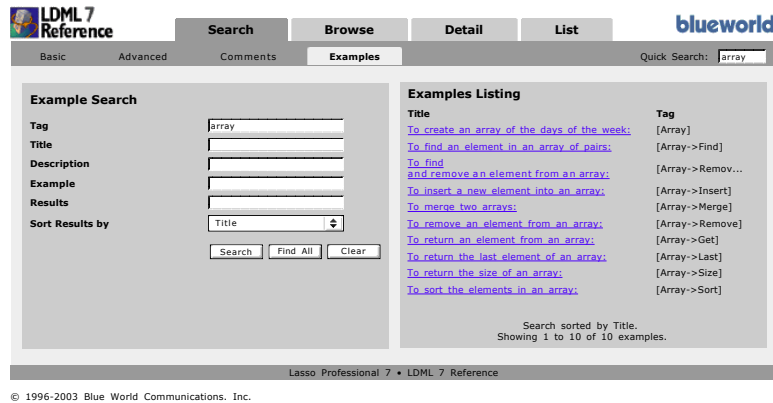 LDML 7
Reference
Search Browse Detail List
blueworld
Basic Advanced Comments Examples
Quick Search: array
Example Search
Tag array
Title
Description
Example
Results
Sort Results by Title
Search Find All Clear
Examples Listing
Title Tag
To create an array of the days of the week: [Array]
To find an element in an array of pairs: [Array->Find]
To find
and remove an element from an array: [Array->Remov...
To insert a new element into an array: [Array->Insert]
To merge two arrays: [Array->Merge]
To remove an element from an array: [Array->Remove]
To return an element from an array: [Array->Get]
To return the last element of an array: [Array->Last]
To return the size of an array: [Array->Size]
To sort the elements in an array: [Array->Sort]
Search sorted by Title.
Showing 1 to 10 of 10 examples.
Lasso Professional 7 • LDML 7 Reference
© 1996-2003 Blue World Communications, Inc.